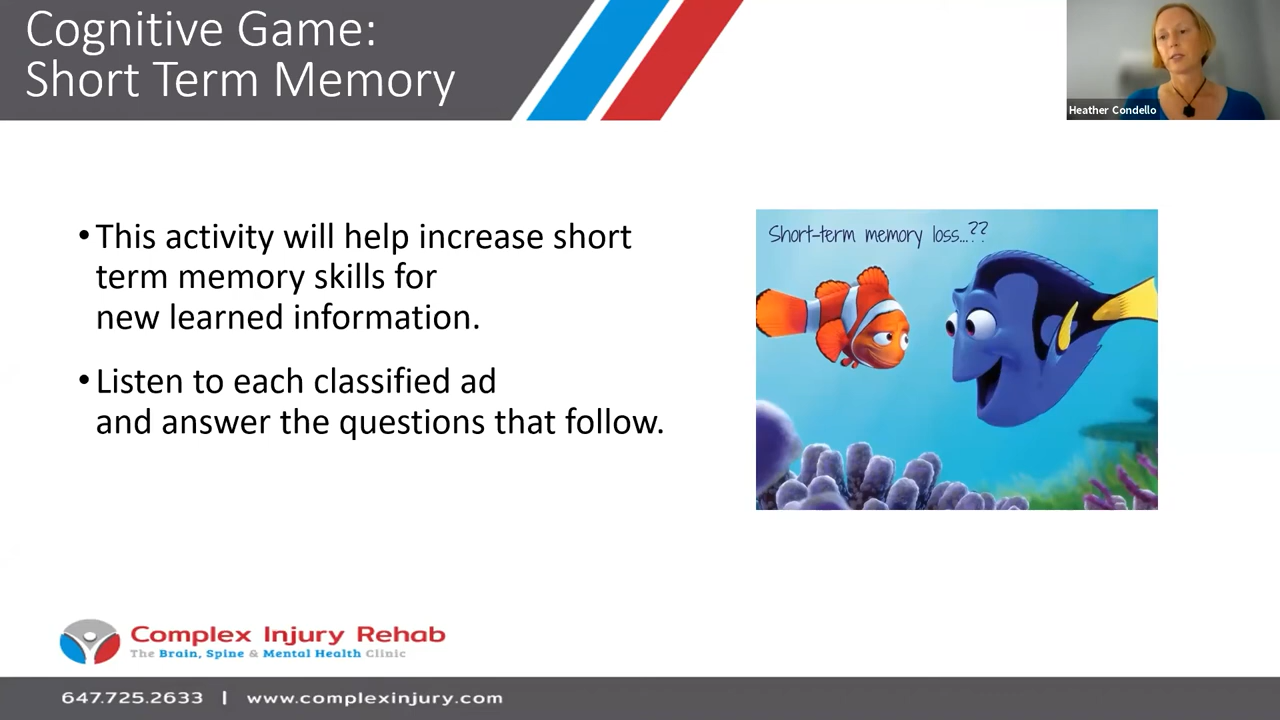 Cognitive Game:
Short Term Memory
Heather Condello
•This activity will help increase short
term memory skills for
new learned information.
•Listen to each classified ad
and answer the questions that follow.
Short-term memory loss...??
Complex Injury Rehab
The Brain, Spine & Mental Health Clinic
647.725.2633 | www.complexinjury.com